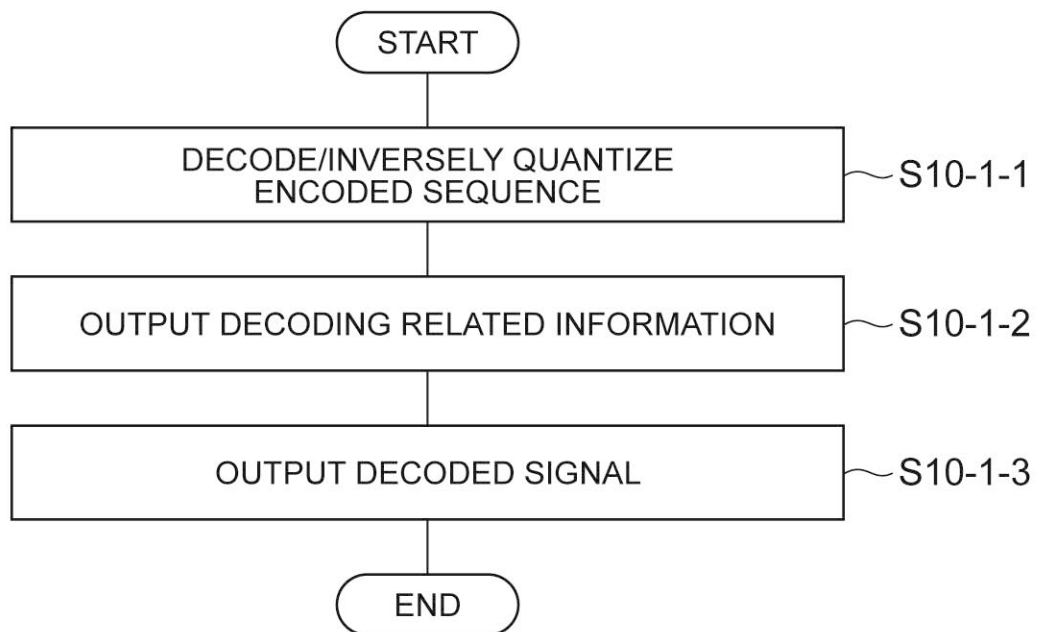 START
DECODE/INVERSELY QUANTIZE
ENCODED SEQUENCE
S10-1-1
OUTPUT DECODING RELATED INFORMATION
S10-1-2
OUTPUT DECODED SIGNAL
S10-1-3
END